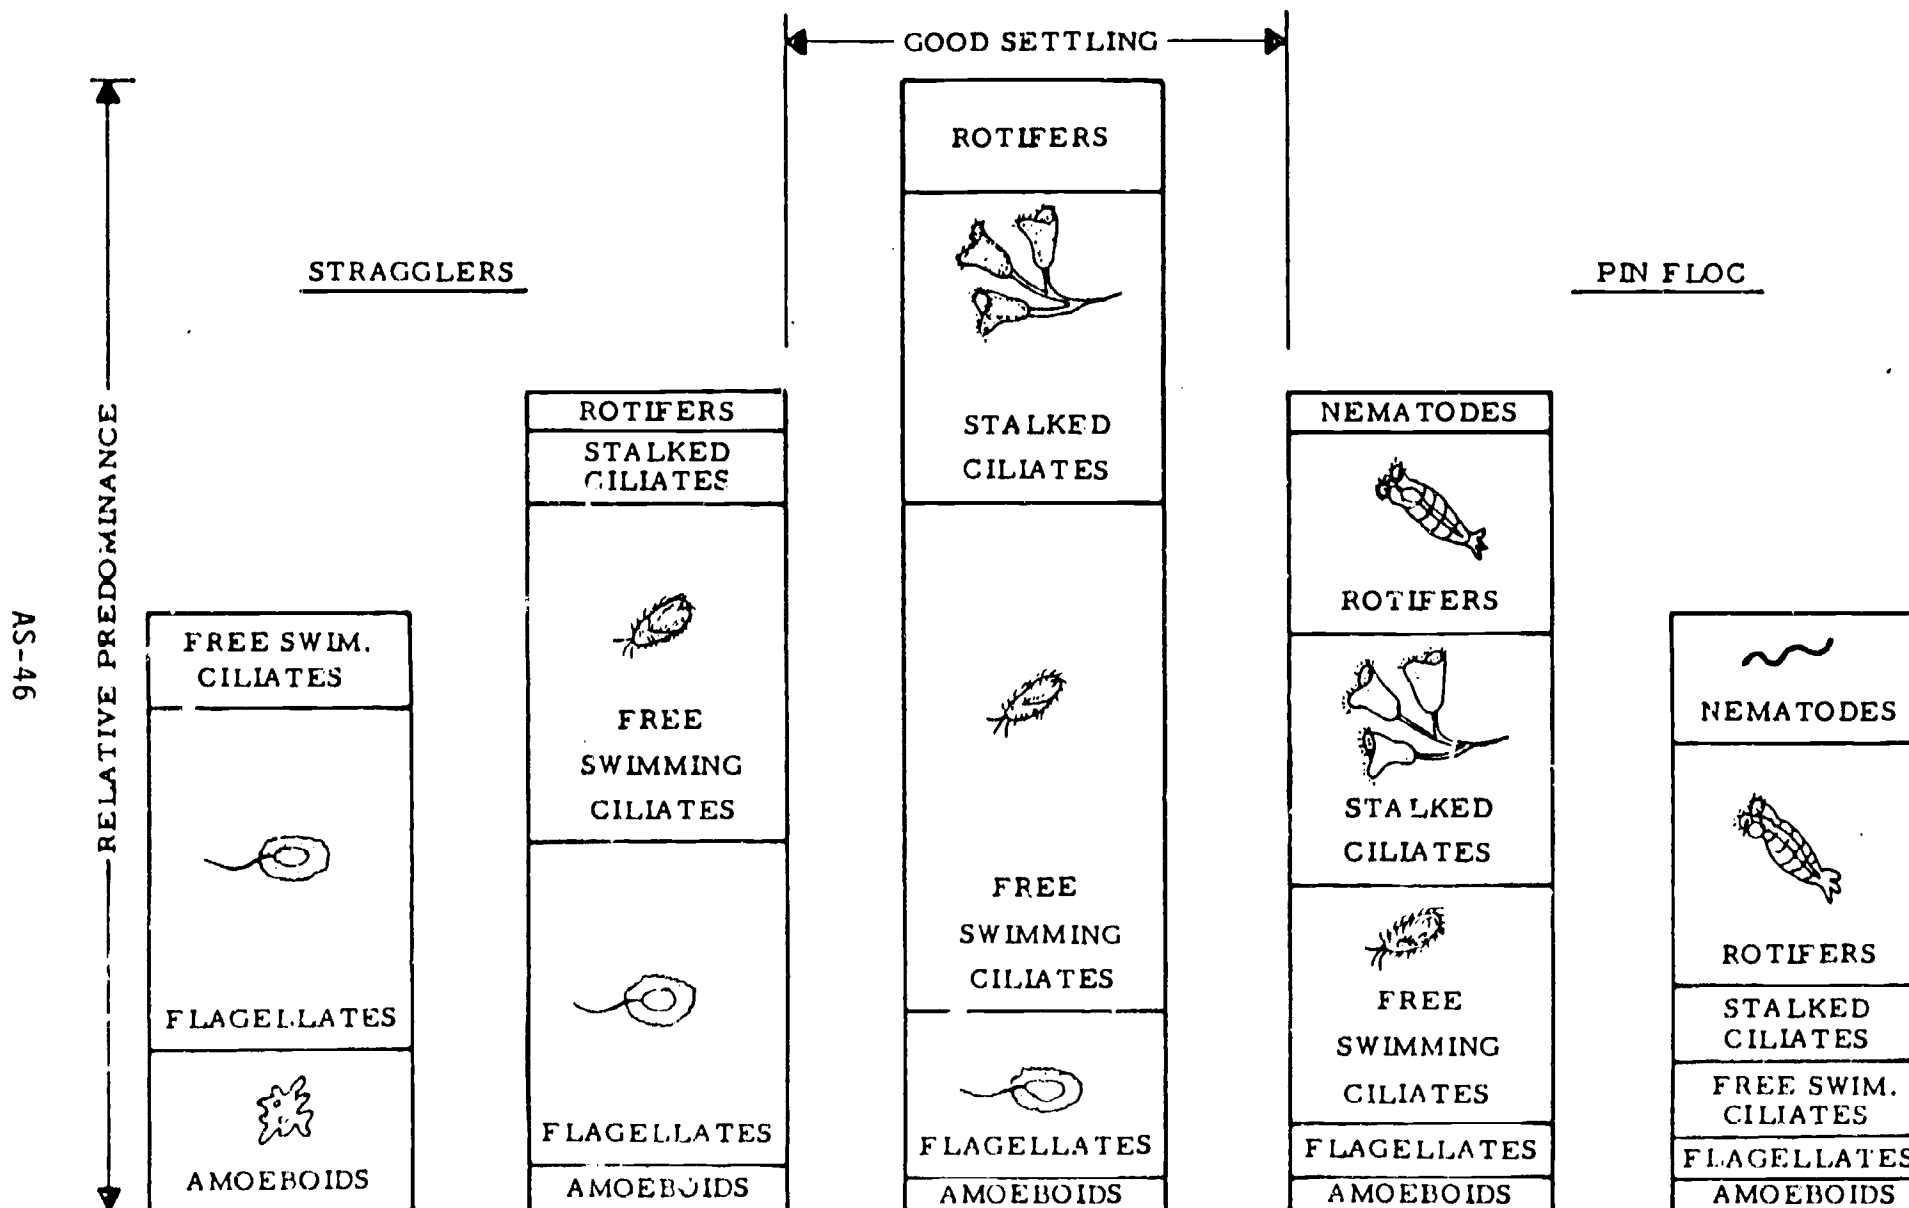 GOOD SETTLING
STRAGGLERS
PIN FLOC
RELATIVE PREDOMINANCE
AS-46
FREE SWIM.
CILIATES
FLAGELLATES
AMOEBOIDS
ROTIFERS
STALKED
CILIATES
FREE
SWIMMING
CILIATES
FLAGELLATES
AMOEBOIDS
ROTIFERS
STALKED
CILIATES
FREE
SWIMMING
CILIATES
FLAGELLATES
AMOEBOIDS
NEMATODES
ROTIFERS
STALKED
CILIATES
FREE
SWIMMING
CILIATES
FLAGELLATES
AMOEBOIDS
NEMATODES
ROTIFERS
STALKED
CILIATES
FREE SWIM.
CILIATES
FLAGELLATES
AMOEBOIDS